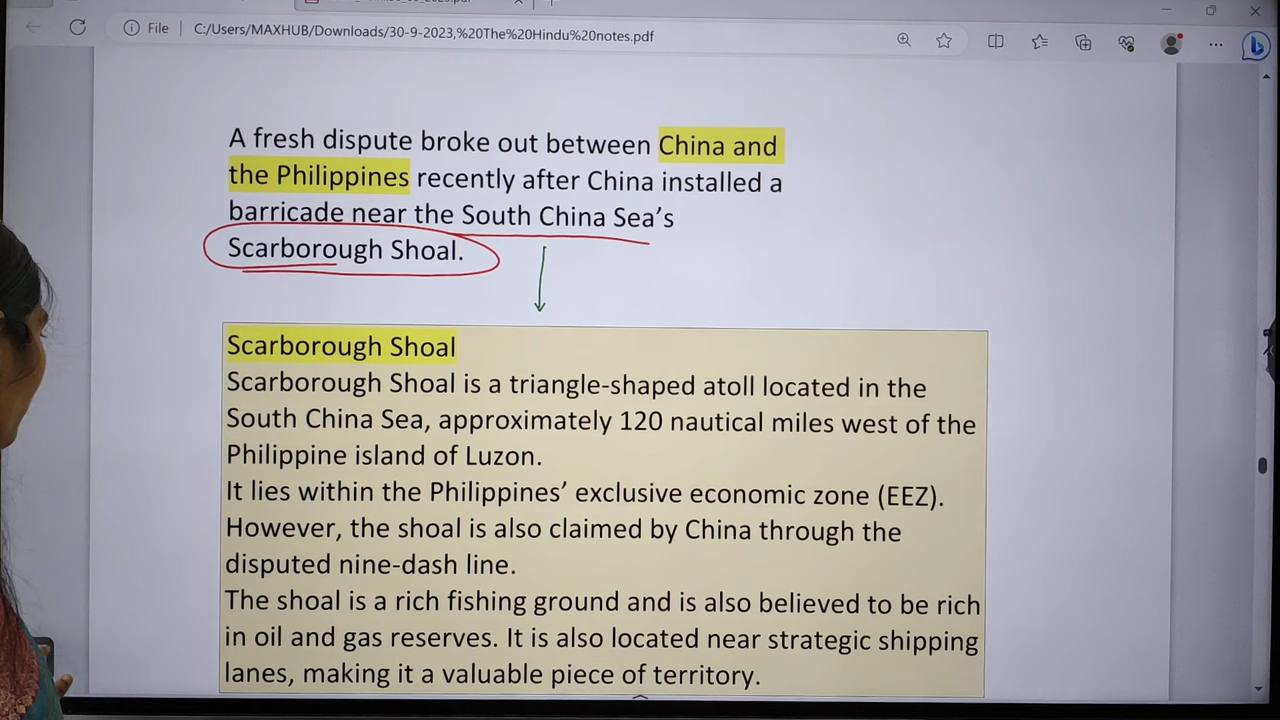 File
C:/Users/MAXHUB/Downloads/30-9-2023,%20The%20Hindu%20notes.pdf
A fresh dispute broke out between China and
the Philippines recently after China installed a
barricade near the South China Sea's
Scarborough Shoal.
Scarborough Shoal
Scarborough Shoal is a triangle-shaped atoll located in the
South China Sea, approximately 120 nautical miles west of the
Philippine island of Luzon.
It lies within the Philippines' exclusive economic zone (EEZ).
However, the shoal is also claimed by China through the
disputed nine-dash line.
The shoal is a rich fishing ground and is also believed to be rich
in oil and gas reserves. It is also located near strategic shipping
lanes, making it a valuable piece of territory.